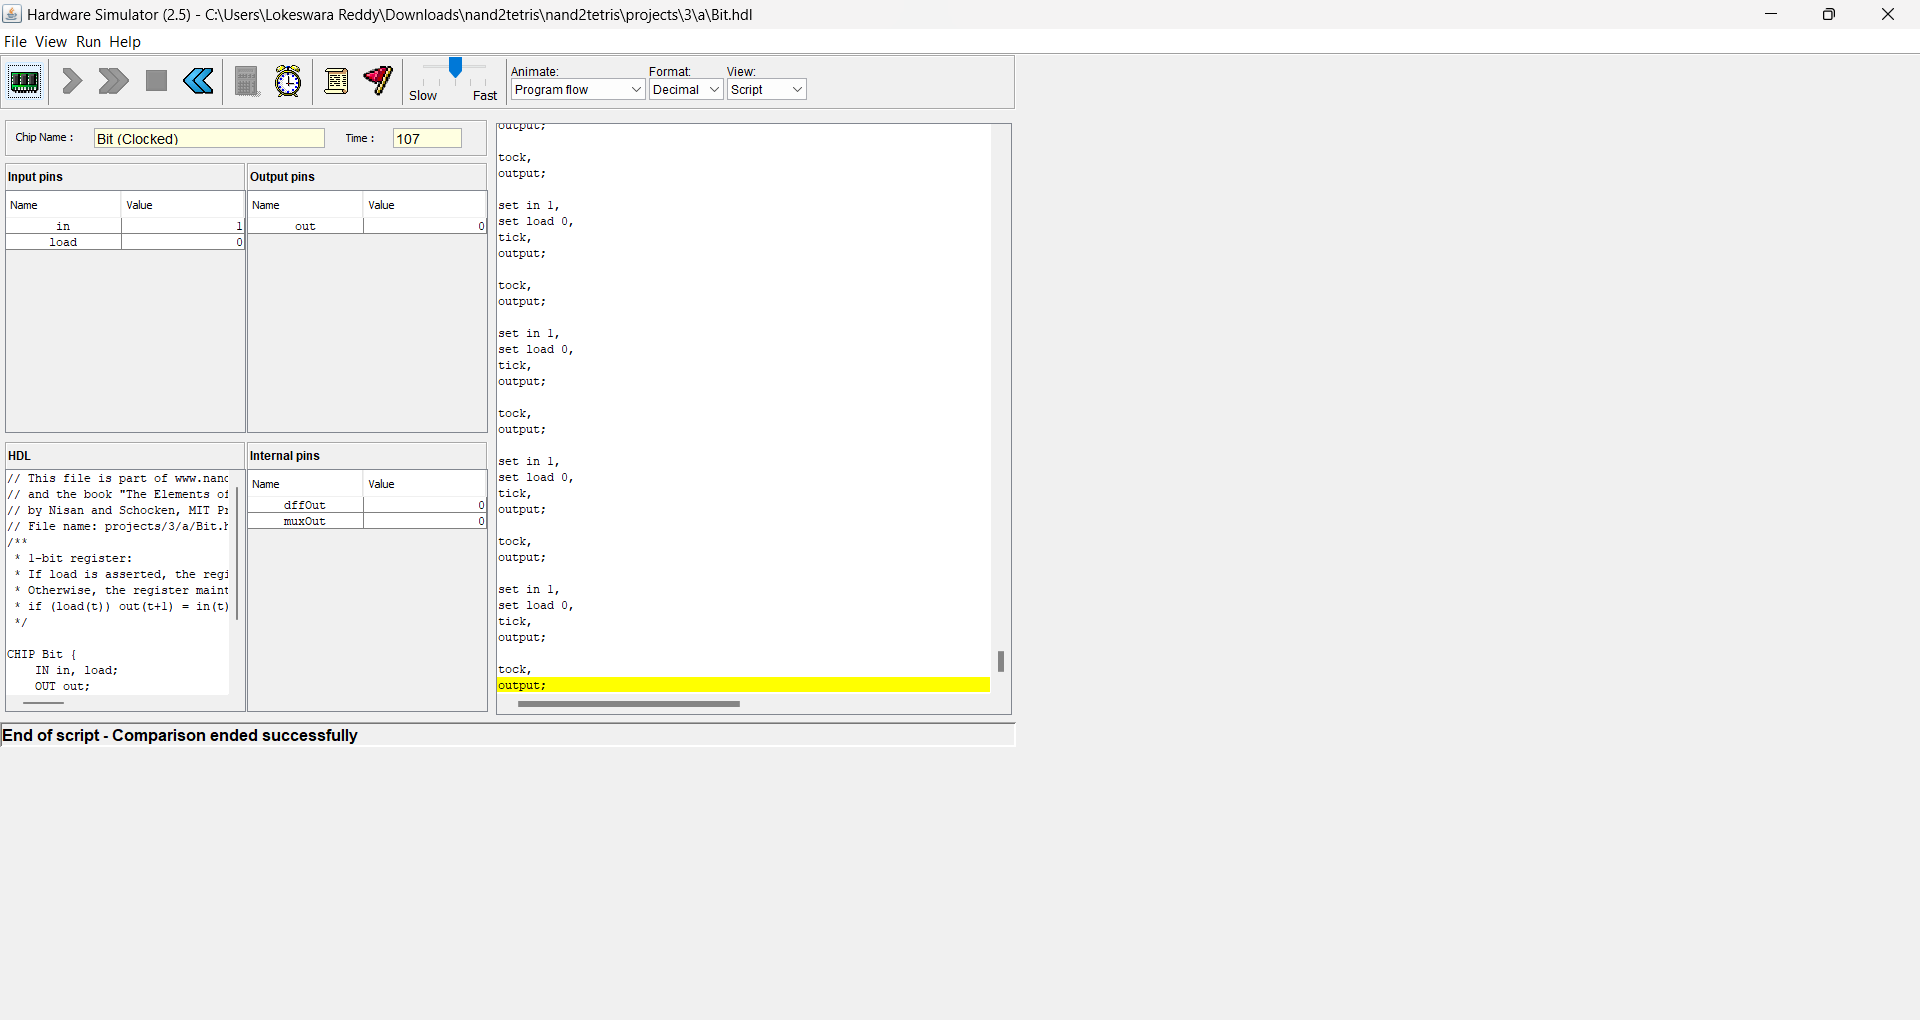 Hardware Simulator (2.5) - C:\Users\Lokeswara Reddy\Downloads\nand2tetris\nand2tetris\projects\3\a\Bit.hdl
File View Run Help
Slow Fast
Animate: Format: View:
Program flow Decimal Script
Chip Name : Bit (Clocked) Time : 107
Input pins
Name Value
in 1
load 0
Output pins
Name Value
out 0
HDL
// This file is part of www.nand
// and the book "The Elements of
// by Nisan and Schocken, MIT Pr
// File name: projects/3/a/Bit.h
/**
* 1-bit register:
* If load is asserted, the regi
* Otherwise, the register maint
* if (load(t)) out(t+1) = in(t)
*/
CHIP Bit {
IN in, load;
OUT out;
Internal pins
Name Value
dffOut 0
muxOut 0
output;
tock,
output;
set in 1,
set load 0,
tick,
output;
tock,
output;
set in 1,
set load 0,
tick,
output;
tock,
output;
set in 1,
set load 0,
tick,
output;
tock,
output;
set in 1,
set load 0,
tick,
output;
tock,
output;
End of script - Comparison ended successfully